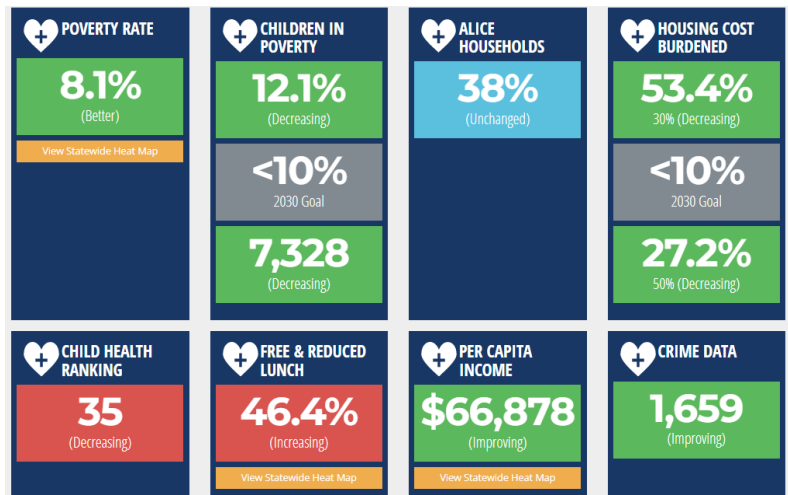 POVERTY RATE
8.1%
(Better)
View Statewide Heat Map
CHILDREN IN
POVERTY
12.1%
(Decreasing)
<10%
2030 Goal
7,328
(Decreasing)
ALICE
HOUSEHOLDS
38%
(Unchanged)
HOUSING COST
BURDENED
53.4%
30% (Decreasing)
<10%
2030 Goal
27.2%
50% (Decreasing)
CHILD HEALTH
RANKING
35
(Decreasing)
FREE & REDUCED
LUNCH
46.4%
(Increasing)
View Statewide Heat Map
PER CAPITA
INCOME
$66,878
(Improving)
View Statewide Heat Map
CRIME DATA
1,659
(Improving)